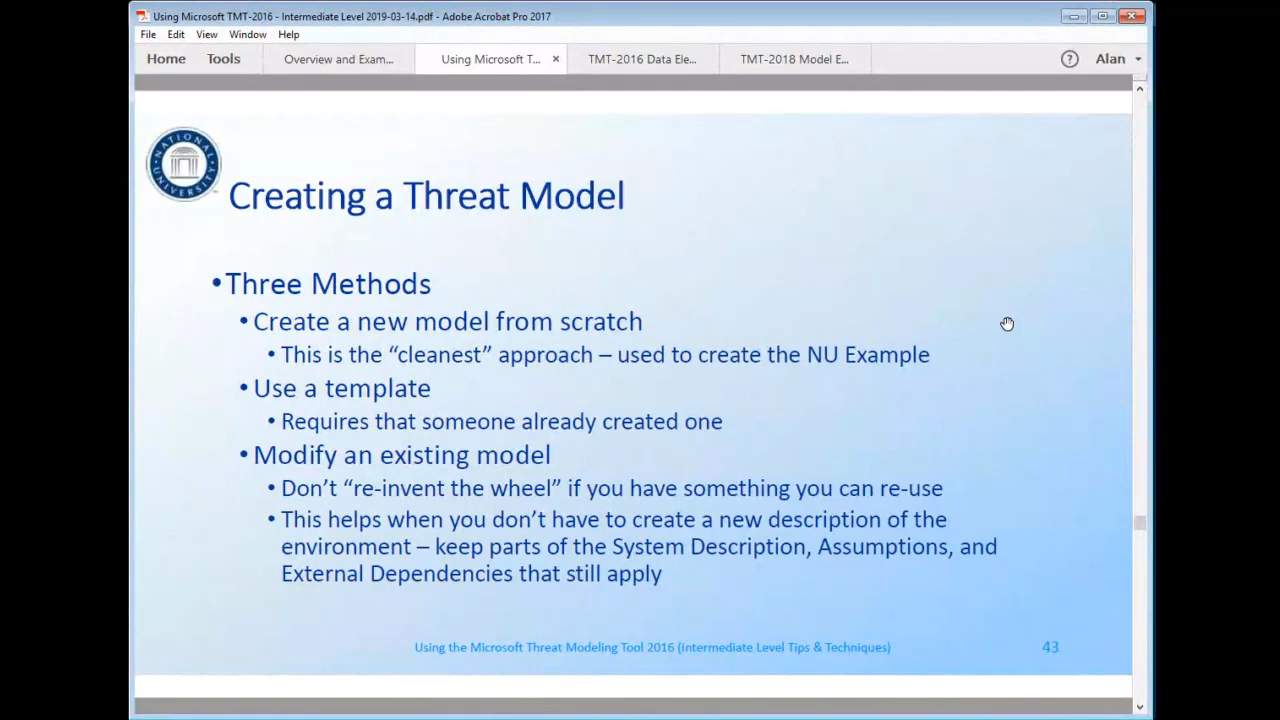 Using Microsoft TMT-2016 - Intermediate Level 2019-03-14.pdf - Adobe Acrobat Pro 2017
File Edit View Window Help
Home Tools Overview and Exam... Using Microsoft T... × TMT-2016 Data Ele... TMT-2018 Model E... ? Alan
NATIONAL UNIVERSITY
Creating a Threat Model
•Three Methods
• Create a new model from scratch
• This is the “cleanest” approach – used to create the NU Example
• Use a template
• Requires that someone already created one
• Modify an existing model
• Don’t “re-invent the wheel” if you have something you can re-use
• This helps when you don’t have to create a new description of the
environment – keep parts of the System Description, Assumptions, and
External Dependencies that still apply
Using the Microsoft Threat Modeling Tool 2016 (Intermediate Level Tips & Techniques) 43